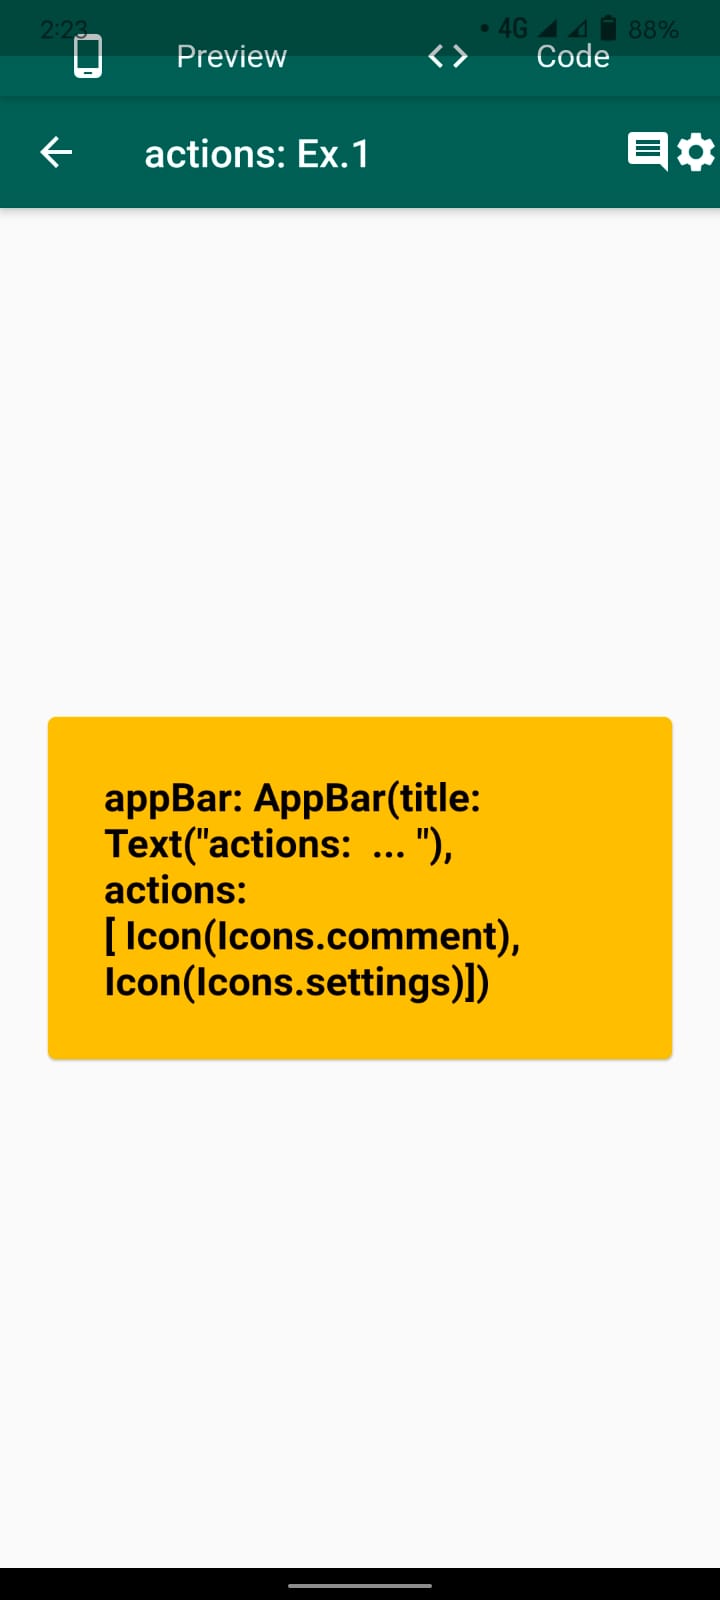 2:23 4G 88%
Preview <> Code
actions: Ex.1
appBar: AppBar(title:
Text("actions:  ... "),
actions:
[ Icon(Icons.comment),
Icon(Icons.settings)])